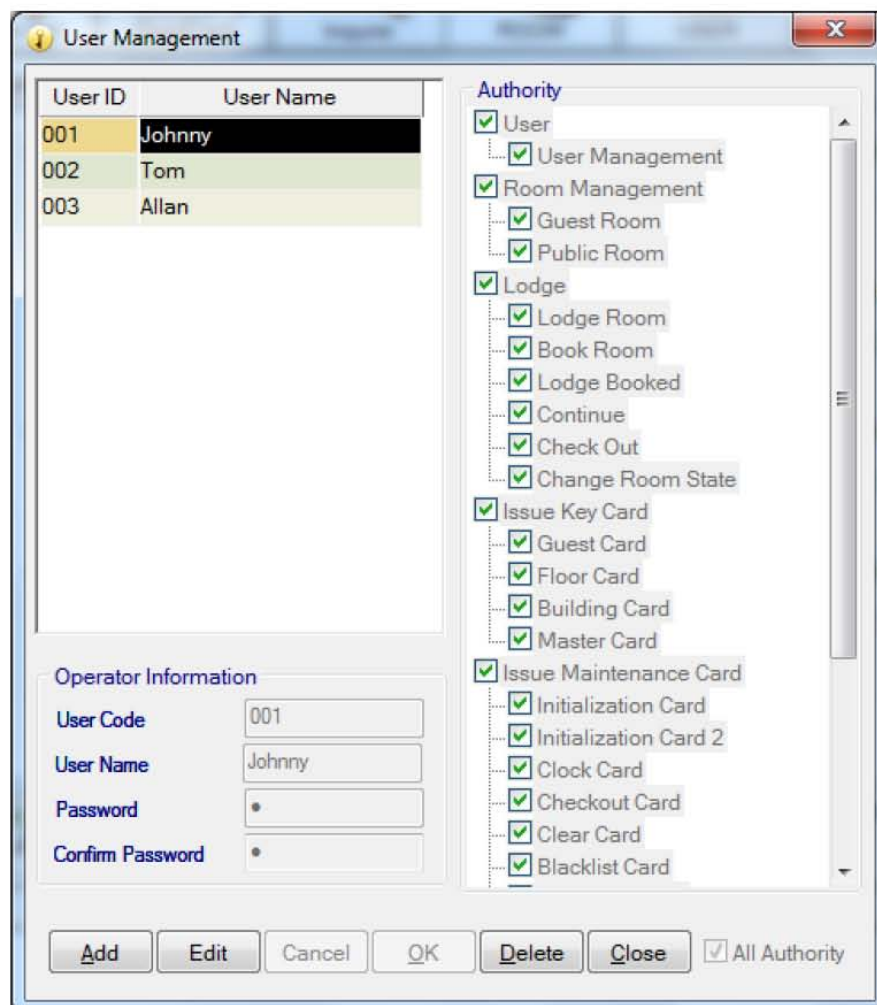 User Management
User ID User Name
001 Johnny
002 Tom
003 Allan
Operator Information
User Code 001
User Name Johnny
Password •
Confirm Password •
Authority
User
User Management
Room Management
Guest Room
Public Room
Lodge
Lodge Room
Book Room
Lodge Booked
Continue
Check Out
Change Room State
Issue Key Card
Guest Card
Floor Card
Building Card
Master Card
Issue Maintenance Card
Initialization Card
Initialization Card 2
Clock Card
Checkout Card
Clear Card
Blacklist Card
Add Edit Cancel OK Delete Close All Authority